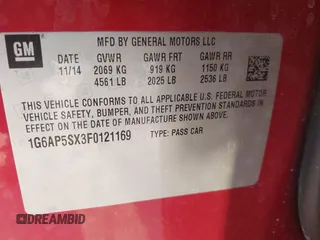 GM
MFD BY GENERAL MOTORS LLC
DATE GVWR GAWR FRT GAWR RR
11/14 2069 KG 919 KG 1150 KG
4561 LB 2025 LB 2536 LB
THIS VEHICLE CONFORMS TO ALL APPLICABLE U.S. FEDERAL MOTOR
VEHICLE SAFETY, BUMPER, AND THEFT PREVENTION STANDARDS
IN EFFECT ON THE DATE OF MANUFACTURE SHOWN ABOVE.
1G6AP5SX3F0121169 TYPE: PASS CAR
DREAMBID